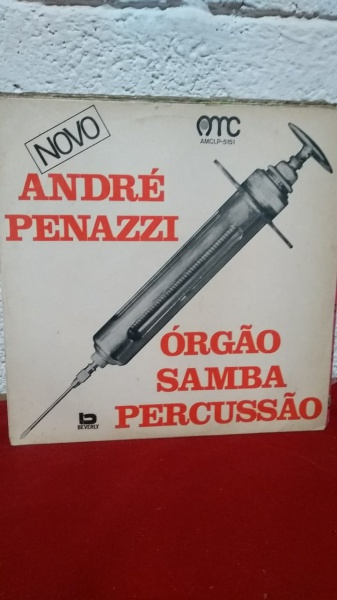 NOVO
AMC
AMCLP-5151
ANDRÉ
PENAZZI
ÓRGÃO
SAMBA
PERCUSSÃO
b
BEVERLY